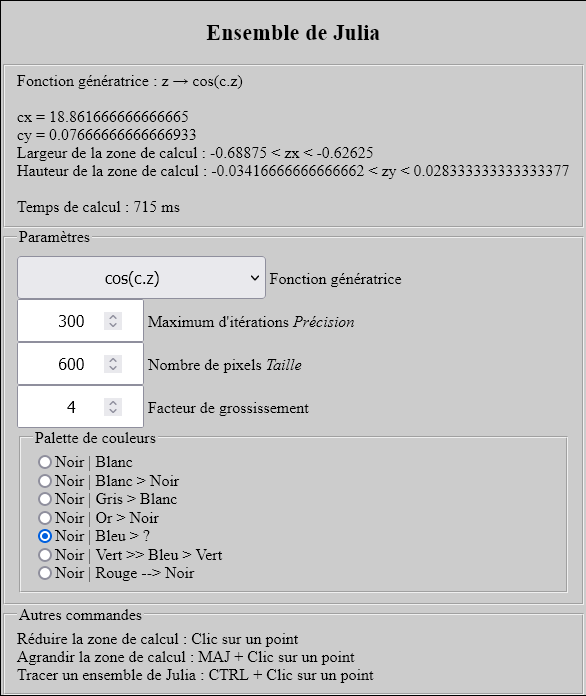 Ensemble de Julia
Fonction génératrice : z → cos(c.z)
cx = 18.861666666666665
cy = 0.07666666666666933
Largeur de la zone de calcul : -0.68875 < zx < -0.62625
Hauteur de la zone de calcul : -0.03416666666666662 < zy < 0.028333333333333377
Temps de calcul : 715 ms
Paramètres
cos(c.z) Fonction génératrice
300 Maximum d'itérations Précision
600 Nombre de pixels Taille
4 Facteur de grossissement
Palette de couleurs
Noir | Blanc
Noir | Blanc > Noir
Noir | Gris > Blanc
Noir | Or > Noir
Noir | Bleu > ?
Noir | Vert >> Bleu > Vert
Noir | Rouge --> Noir
Autres commandes
Réduire la zone de calcul : Clic sur un point
Agrandir la zone de calcul : MAJ + Clic sur un point
Tracer un ensemble de Julia : CTRL + Clic sur un point